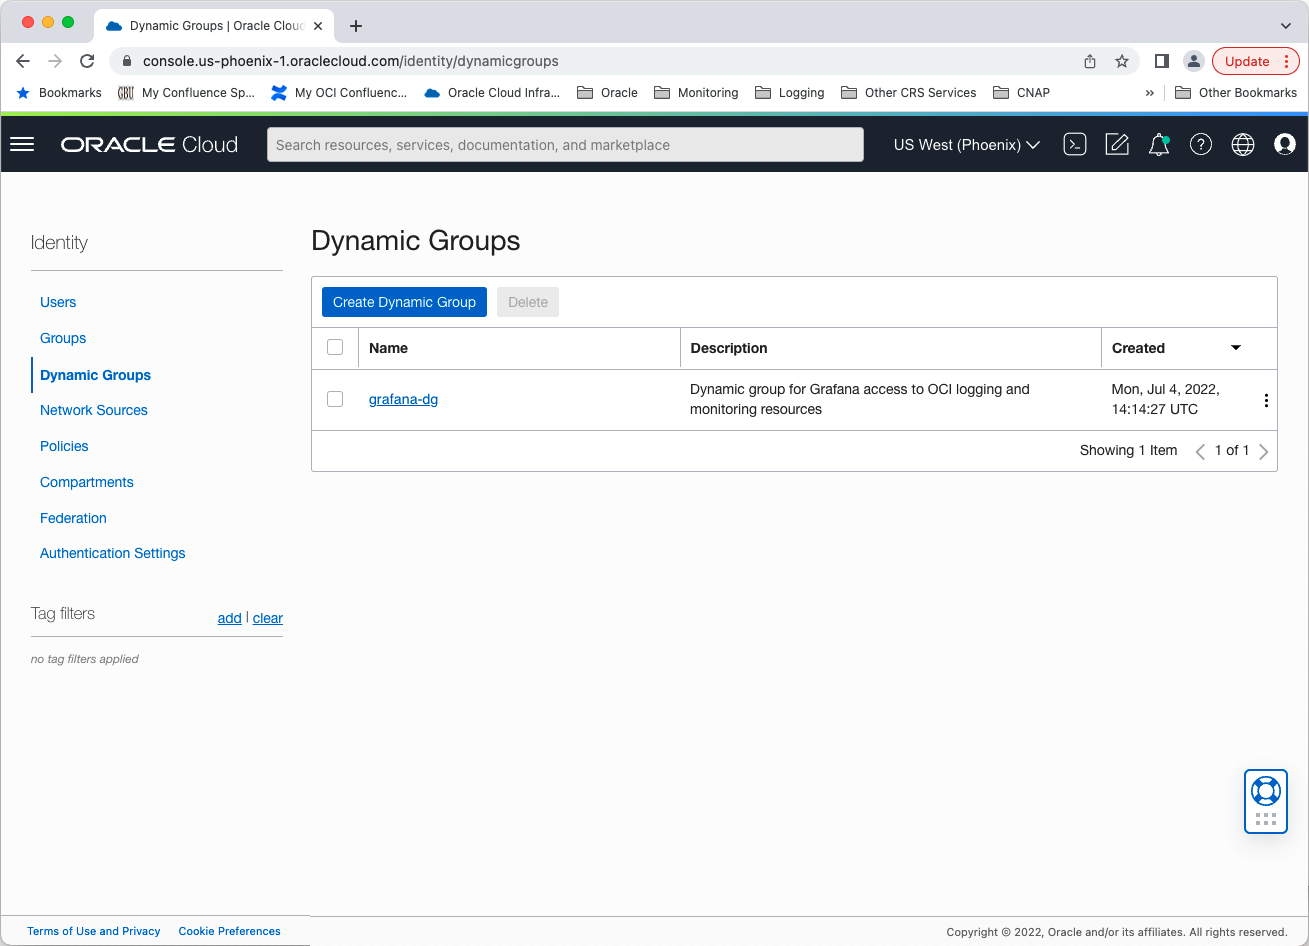 Dynamic Groups | Oracle Cloud
console.us-phoenix-1.oraclecloud.com/identity/dynamicgroups
Update
Bookmarks
My Confluence Sp...
My OCI Confluenc...
Oracle Cloud Infra...
Oracle
Monitoring
Logging
Other CRS Services
CNAP
»
Other Bookmarks
ORACLE Cloud
Search resources, services, documentation, and marketplace
US West (Phoenix)
Identity
Users
Groups
Dynamic Groups
Network Sources
Policies
Compartments
Federation
Authentication Settings
Tag filters
add | clear
no tag filters applied
Dynamic Groups
Create Dynamic Group
Delete
Name
Description
Created
grafana-dg
Dynamic group for Grafana access to OCI logging and
monitoring resources
Mon, Jul 4, 2022,
14:14:27 UTC
Showing 1 Item
1 of 1
Terms of Use and Privacy
Cookie Preferences
Copyright © 2022, Oracle and/or its affiliates. All rights reserved.